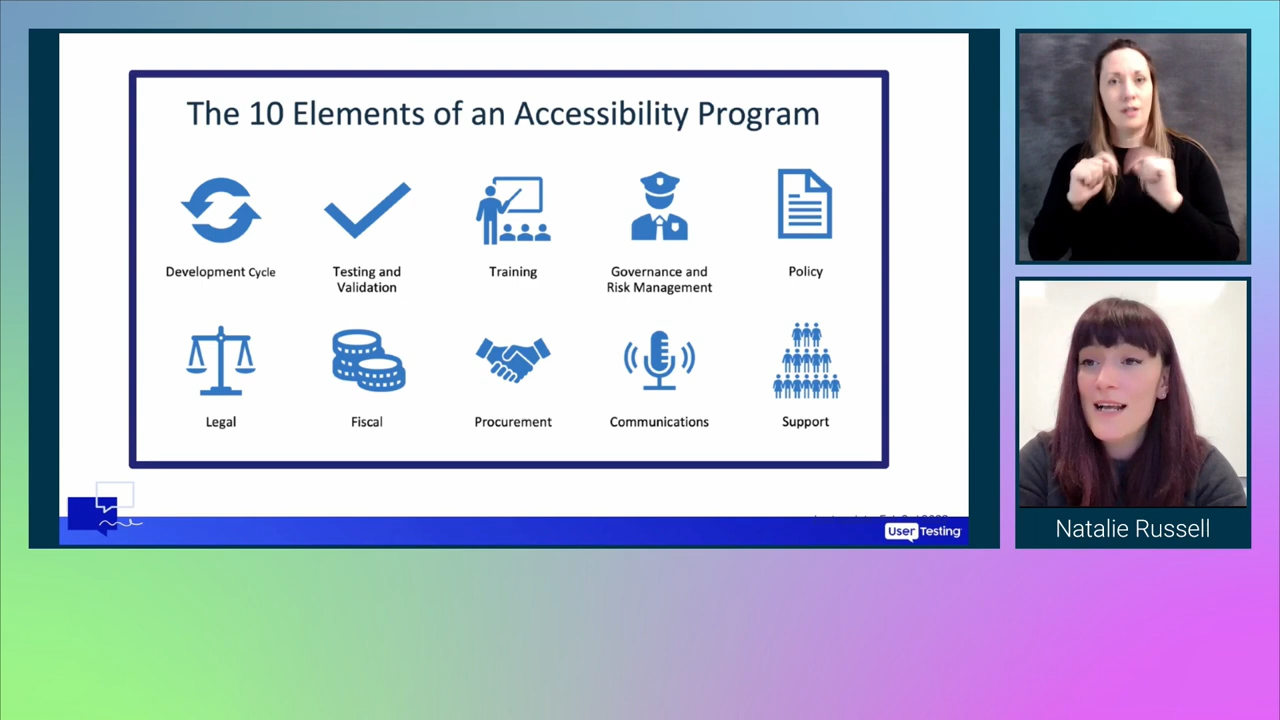 The 10 Elements of an Accessibility Program
Development Cycle
Testing and
Validation
Training
Governance and
Risk Management
Policy
Legal
Fiscal
Procurement
Communications
Support
UserTesting
Natalie Russell